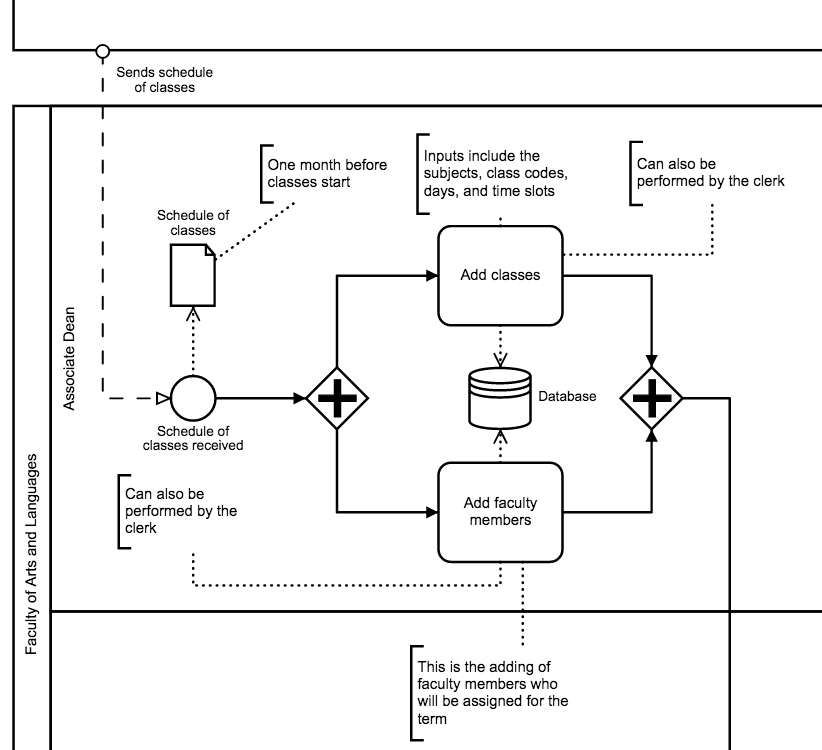 Sends schedule
of classes
One month before
classes start
Inputs include the
subjects, class codes,
days, and time slots
Can also be
performed by the clerk
Schedule of
classes
Add classes
Associate Dean
Database
Schedule of
classes received
Can also be
performed by the
clerk
Add faculty
members
Faculty of Arts and Languages
This is the adding of
faculty members who
will be assigned for the
term